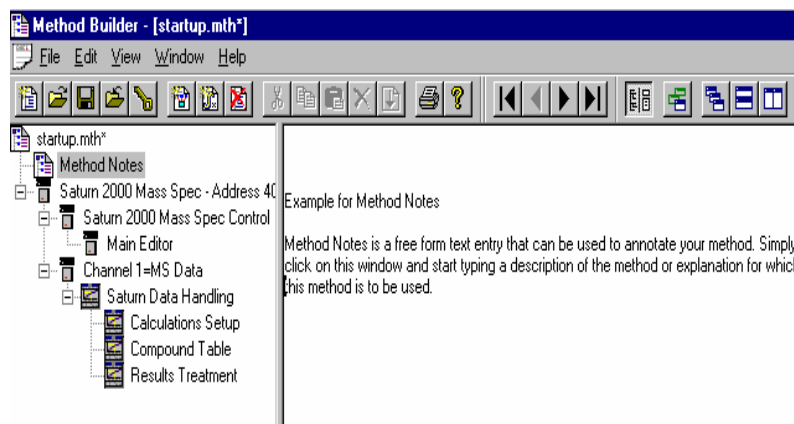 Method Builder - [startup.mth*]
File Edit View Window Help
startup.mth*
Method Notes
Saturn 2000 Mass Spec - Address 40
Saturn 2000 Mass Spec Control
Main Editor
Channel 1=MS Data
Saturn Data Handling
Calculations Setup
Compound Table
Results Treatment
Example for Method Notes
Method Notes is a free form text entry that can be used to annotate your method. Simply
click on this window and start typing a description of the method or explanation for whic
this method is to be used.